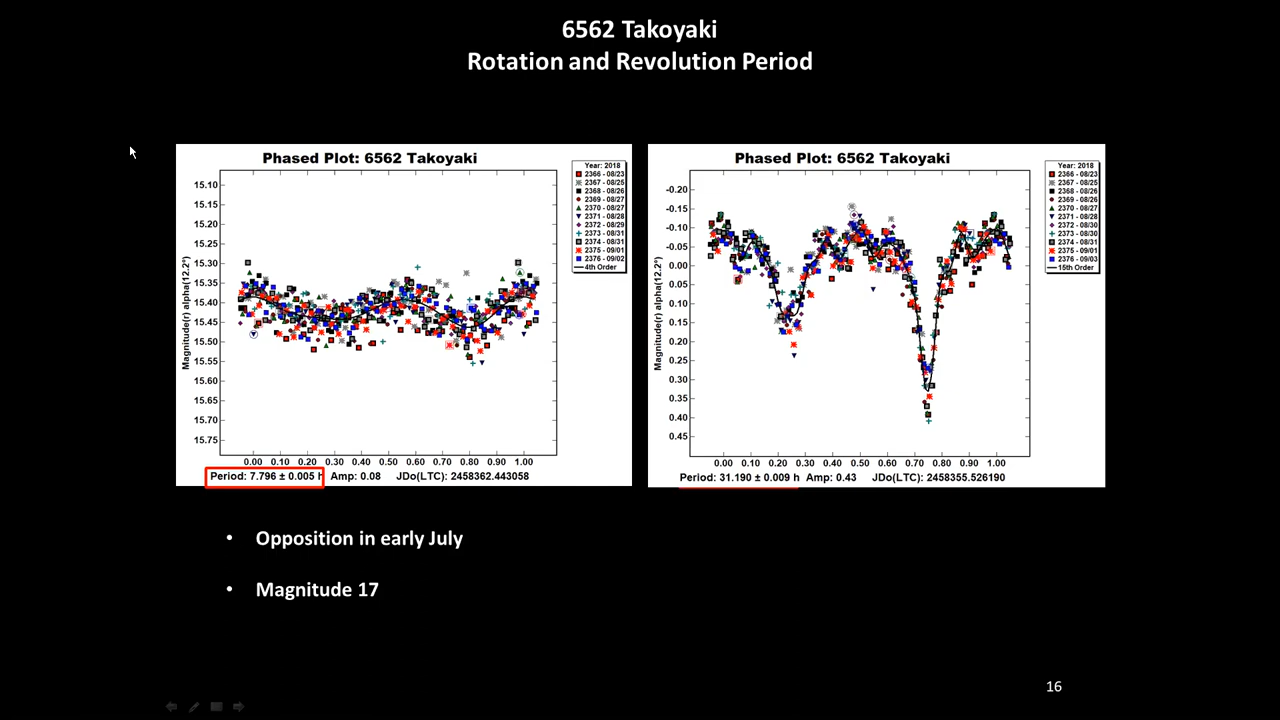 6562 Takoyaki
Rotation and Revolution Period
Phased Plot: 6562 Takoyaki
Year: 2018
2366 - 08/23
2367 - 08/25
2368 - 08/26
2369 - 08/27
2370 - 08/27
2371 - 08/28
2372 - 08/29
2373 - 08/31
2374 - 08/31
2375 - 09/01
2376 - 09/02
4th Order
Magnitude(r) alpha(12.2°)
15.10
15.15
15.20
15.25
15.30
15.35
15.40
15.45
15.50
15.55
15.60
15.65
15.70
15.75
0.00 0.10 0.20 0.30 0.40 0.50 0.60 0.70 0.80 0.90 1.00
Period: 7.796 ± 0.005 h Amp: 0.08 JDo(LTC): 2458362.443058
Phased Plot: 6562 Takoyaki
Year: 2018
2366 - 08/23
2367 - 08/25
2368 - 08/26
2369 - 08/26
2370 - 08/27
2371 - 08/28
2372 - 08/30
2373 - 08/30
2374 - 08/31
2375 - 09/01
2376 - 09/03
15th Order
Magnitude(r) alpha(12.2°)
-0.20
-0.15
-0.10
-0.05
0.00
0.05
0.10
0.15
0.20
0.25
0.30
0.35
0.40
0.45
0.00 0.10 0.20 0.30 0.40 0.50 0.60 0.70 0.80 0.90 1.00
Period: 31.190 ± 0.009 h Amp: 0.43 JDo(LTC): 2458355.526190
• Opposition in early July
• Magnitude 17
16